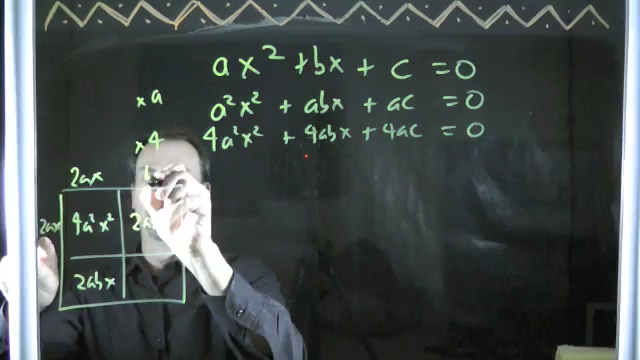 ax² + bx + c = 0
×a a²x² + abx + ac = 0
×4 4a²x² + 4abx + 4ac = 0
2ax
2ax 4a²x²
2abx